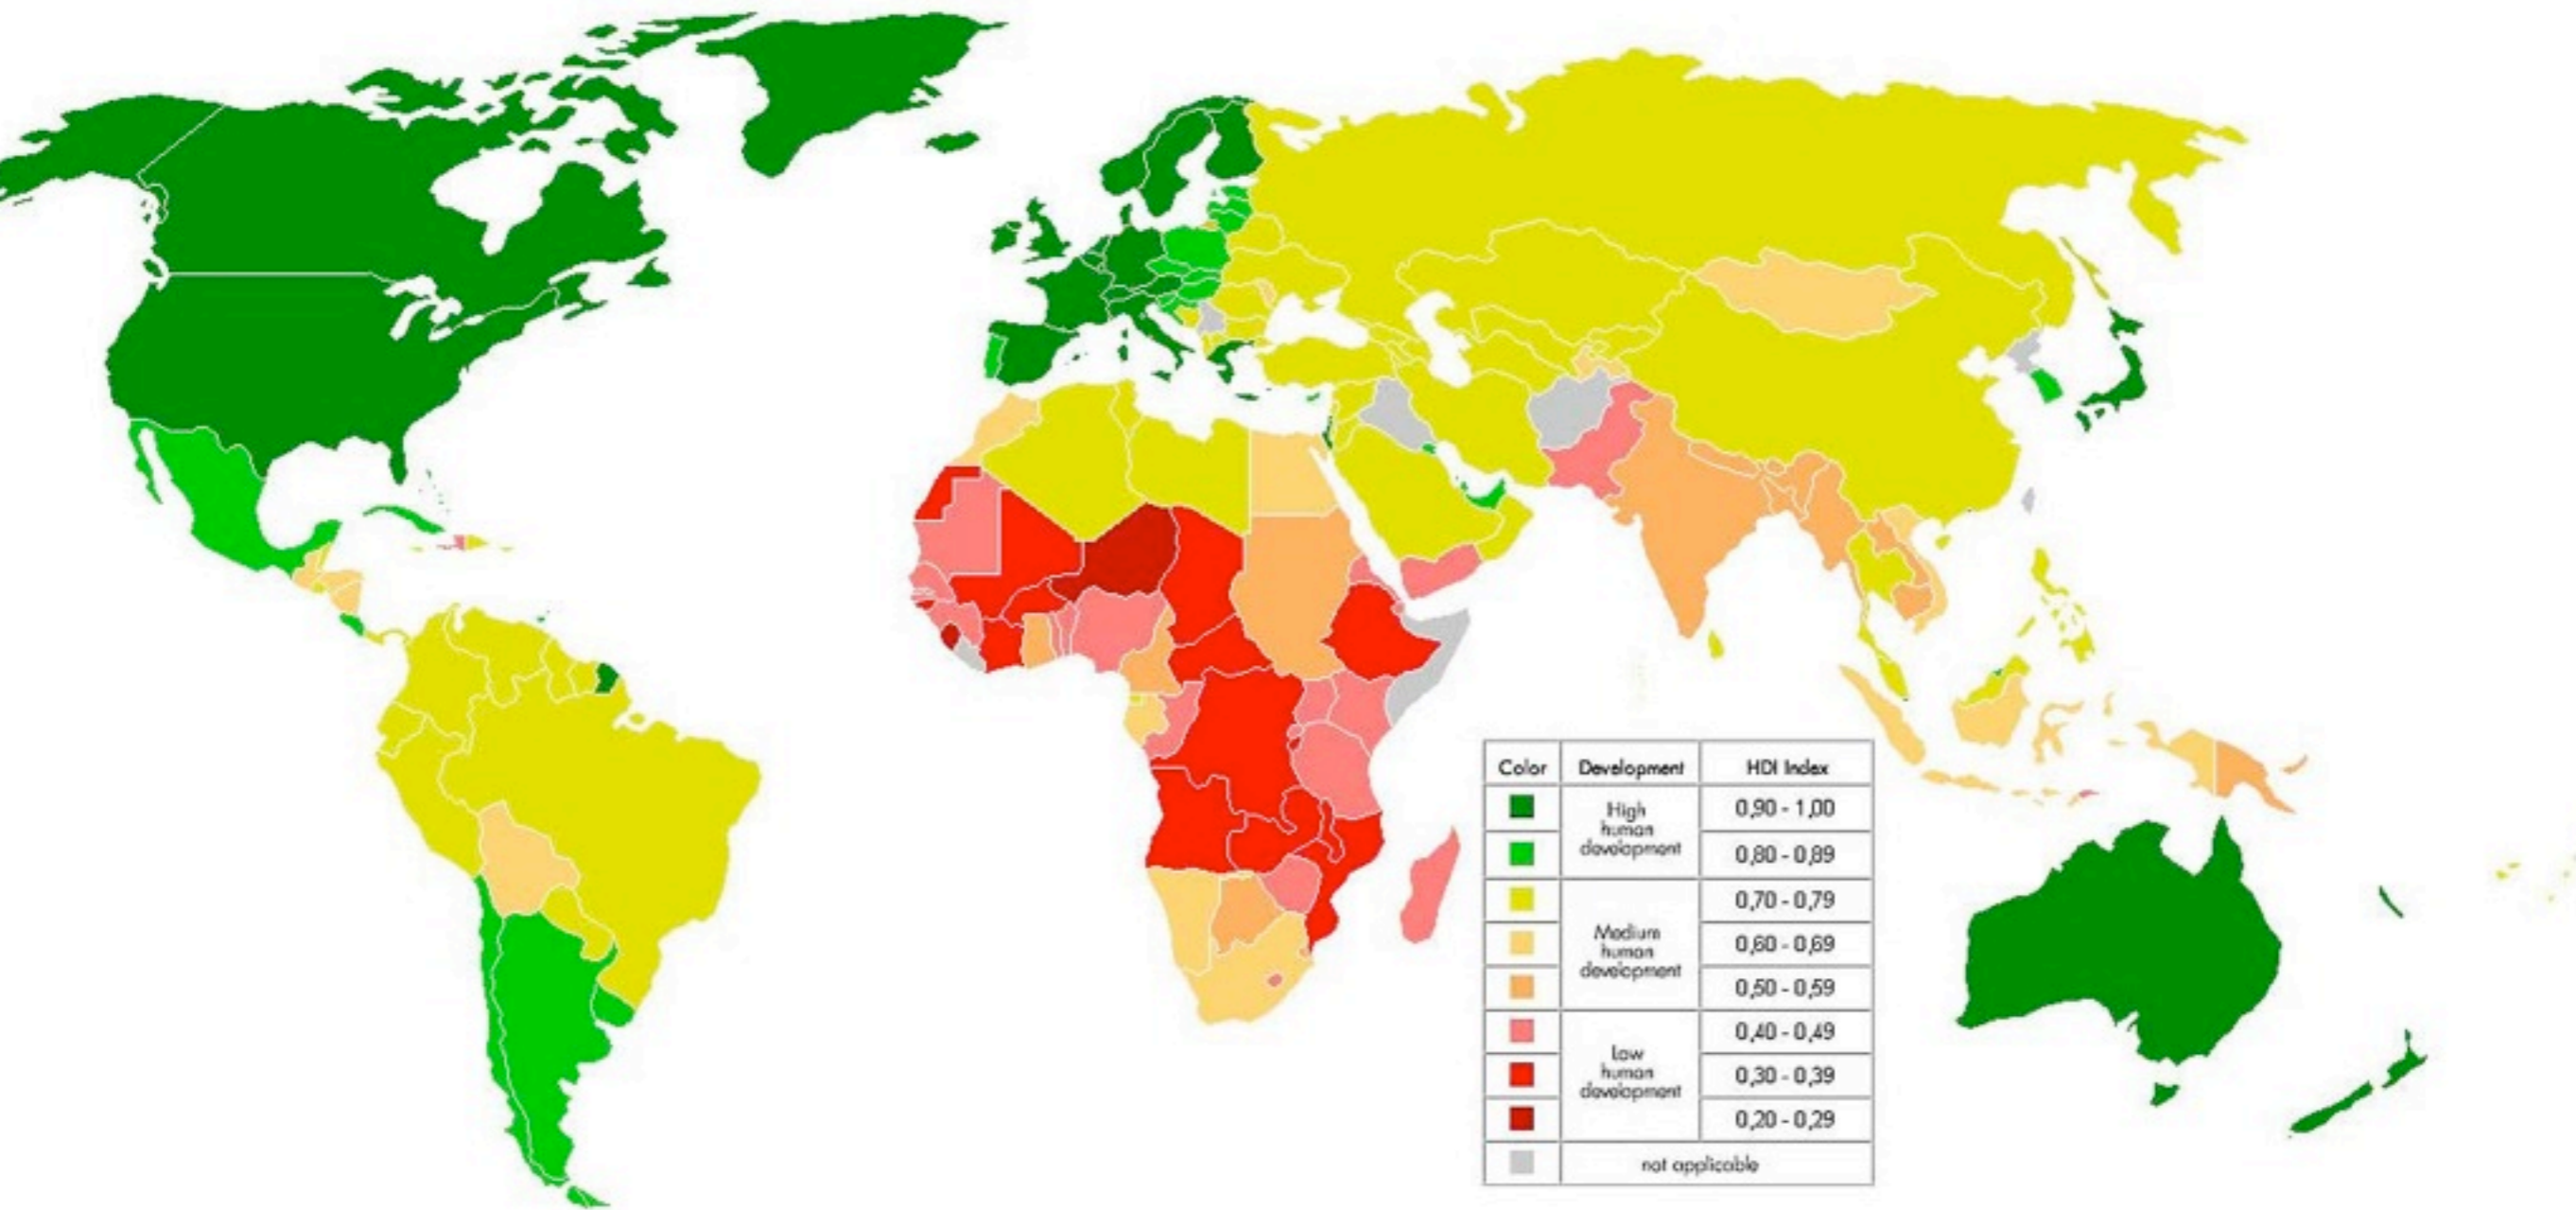 Color Development HDI Index
High
human
development
0,90 - 1,00
0,80 - 0,89
Medium
human
development
0,70 - 0,79
0,60 - 0,69
0,50 - 0,59
Low
human
development
0,40 - 0,49
0,30 - 0,39
0,20 - 0,29
not applicable